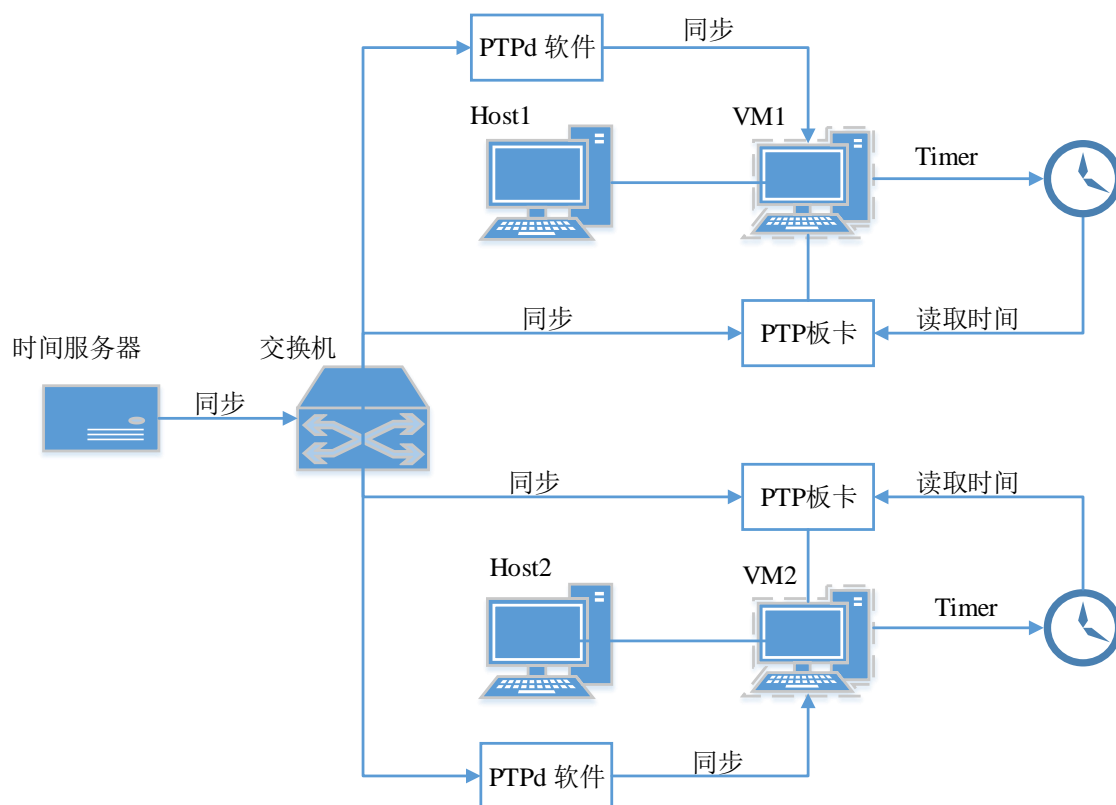 PTPd 软件
同步
Host1
VM1
Timer
同步
PTP板卡
读取时间
时间服务器
交换机
同步
同步
PTP板卡
读取时间
Host2
VM2
Timer
PTPd 软件
同步